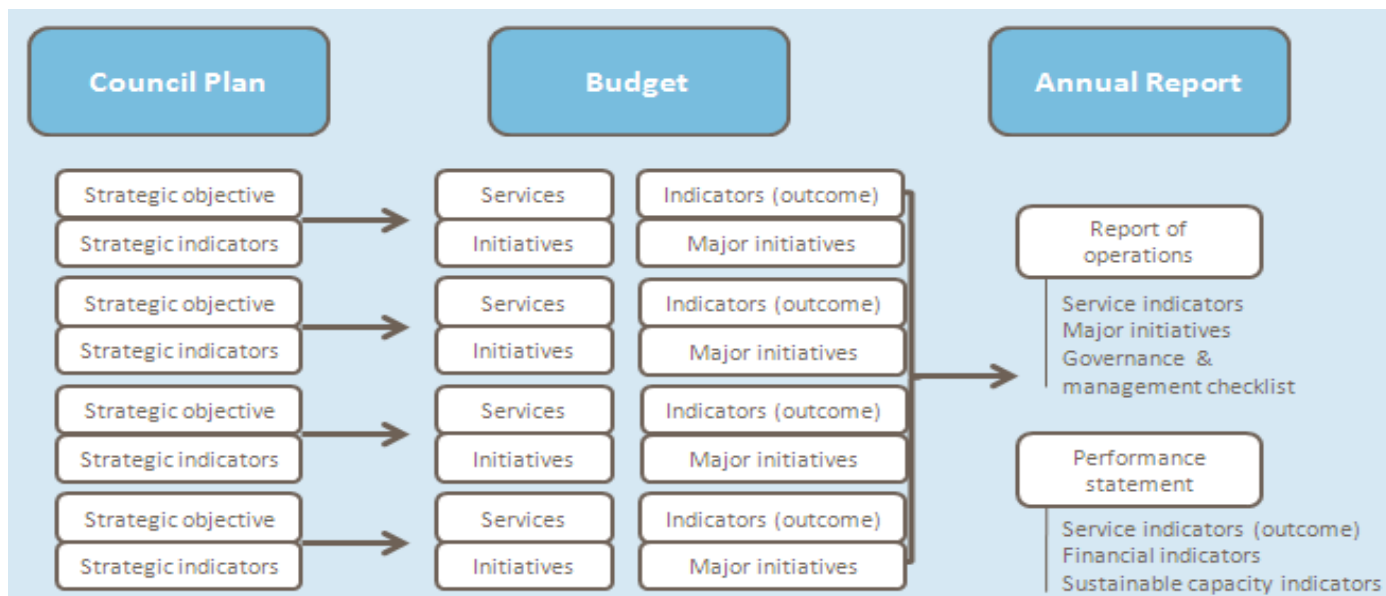 Council Plan
Budget
Annual Report
Strategic objective
Strategic indicators
Strategic objective
Strategic indicators
Strategic objective
Strategic indicators
Strategic objective
Strategic indicators
Services
Initiatives
Services
Initiatives
Services
Initiatives
Services
Initiatives
Indicators (outcome)
Major initiatives
Indicators (outcome)
Major initiatives
Indicators (outcome)
Major initiatives
Indicators (outcome)
Major initiatives
Report of
operations
Service indicators
Major initiatives
Governance &
management checklist
Performance
statement
Service indicators (outcome)
Financial indicators
Sustainable capacity indicators